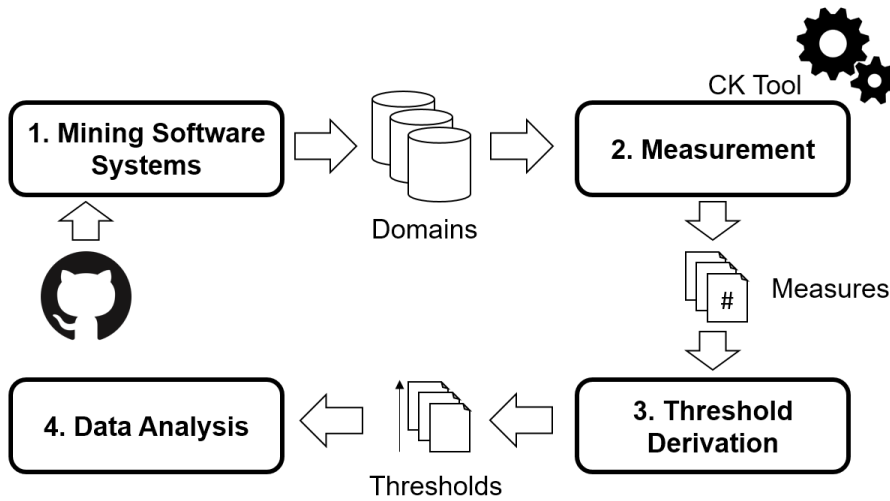 CK Tool
1. Mining Software
Systems
2. Measurement
Domains
#
Measures
3. Threshold
Derivation
4. Data Analysis
Thresholds